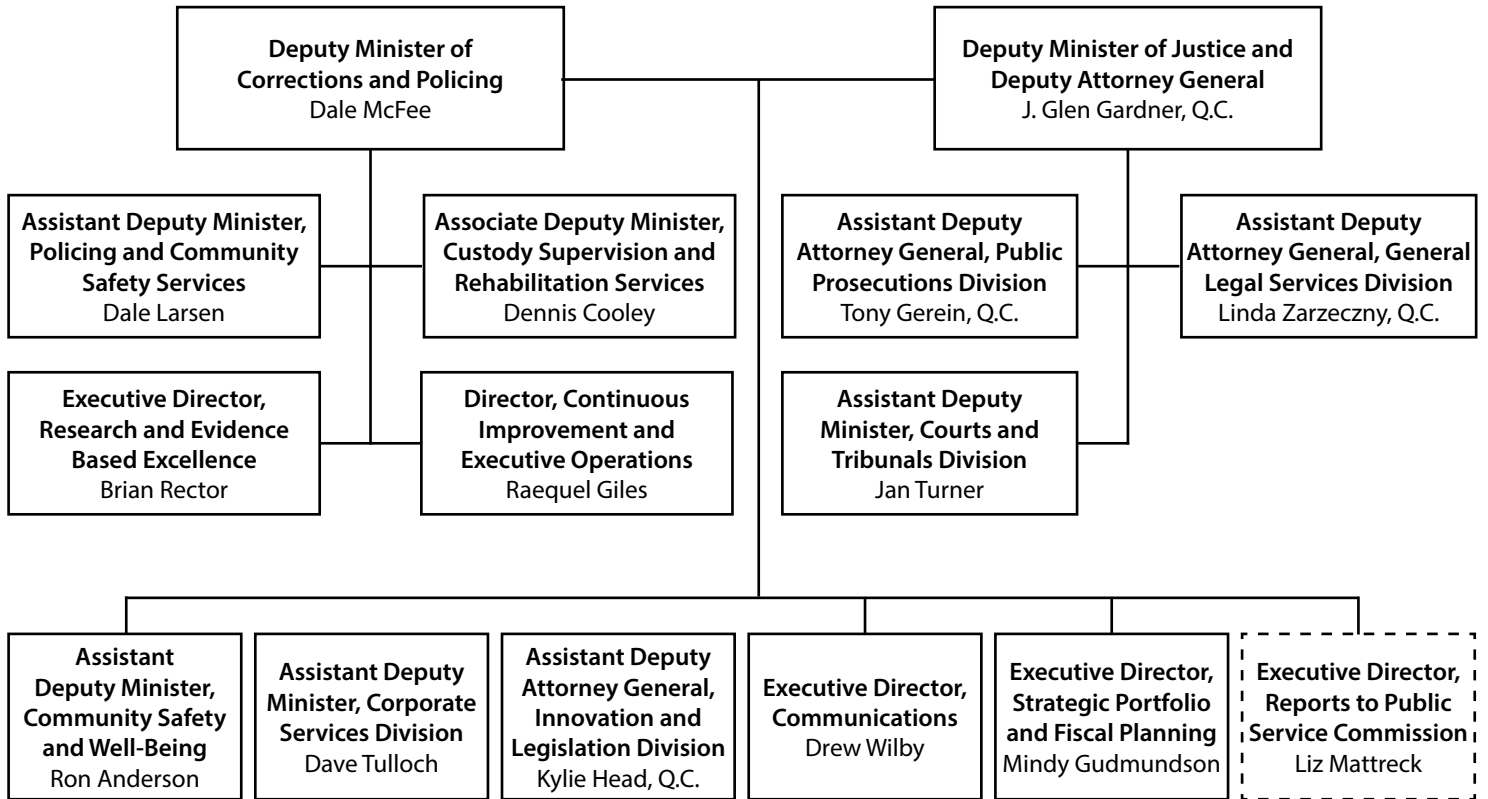 Deputy Minister of
Corrections and Policing
Dale McFee
Deputy Minister of Justice and
Deputy Attorney General
J. Glen Gardner, Q.C.
Assistant Deputy Minister,
Policing and Community
Safety Services
Dale Larsen
Associate Deputy Minister,
Custody Supervision and
Rehabilitation Services
Dennis Cooley
Assistant Deputy
Attorney General, Public
Prosecutions Division
Tony Gerein, Q.C.
Assistant Deputy
Attorney General, General
Legal Services Division
Linda Zarzeczny, Q.C.
Executive Director,
Research and Evidence
Based Excellence
Brian Rector
Director, Continuous
Improvement and
Executive Operations
Raequel Giles
Assistant Deputy
Minister, Courts and
Tribunals Division
Jan Turner
Assistant
Deputy Minister,
Community Safety
and Well-Being
Ron Anderson
Assistant Deputy
Minister, Corporate
Services Division
Dave Tulloch
Assistant Deputy
Attorney General,
Innovation and
Legislation Division
Kylie Head, Q.C.
Executive Director,
Communications
Drew Wilby
Executive Director,
Strategic Portfolio
and Fiscal Planning
Mindy Gudmundson
Executive Director,
Reports to Public
Service Commission
Liz Mattreck